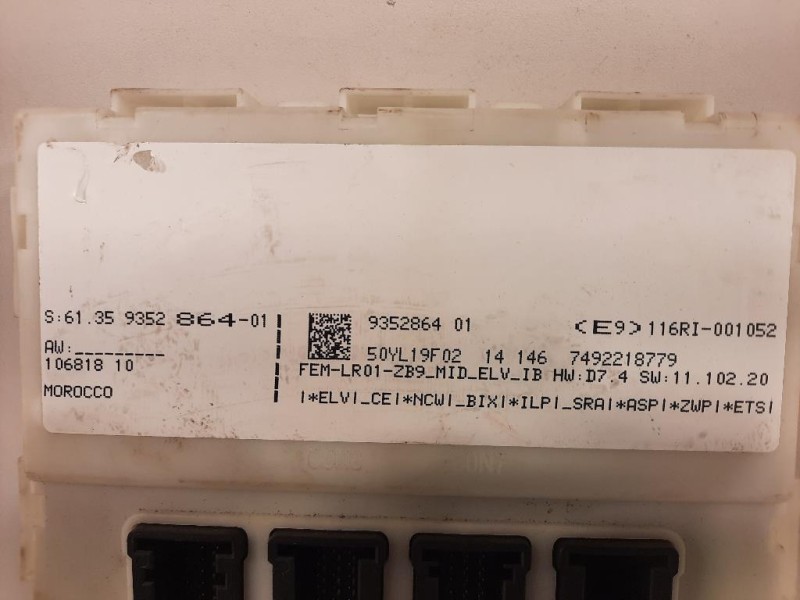 S:61.35 9352 864-01
AW:_________
106818 10
MOROCCO
9352864 01
<E9> 116RI-001052
50YL19F02 14 146 7492218779
FEM-LR01-ZB9_MID_ELV_IB HW:D7.4 SW:11.102.20
|*ELV|_CE|*NCW|_BIX|*ILP|_SRA|*ASP|*ZWP|*ETS|